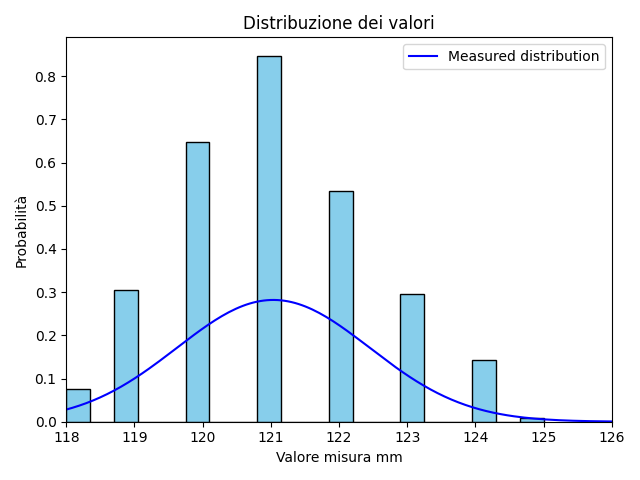 Distribuzione dei valori
Measured distribution
Probabilità
0.8
0.7
0.6
0.5
0.4
0.3
0.2
0.1
0.0
118 119 120 121 122 123 124 125 126
Valore misura mm